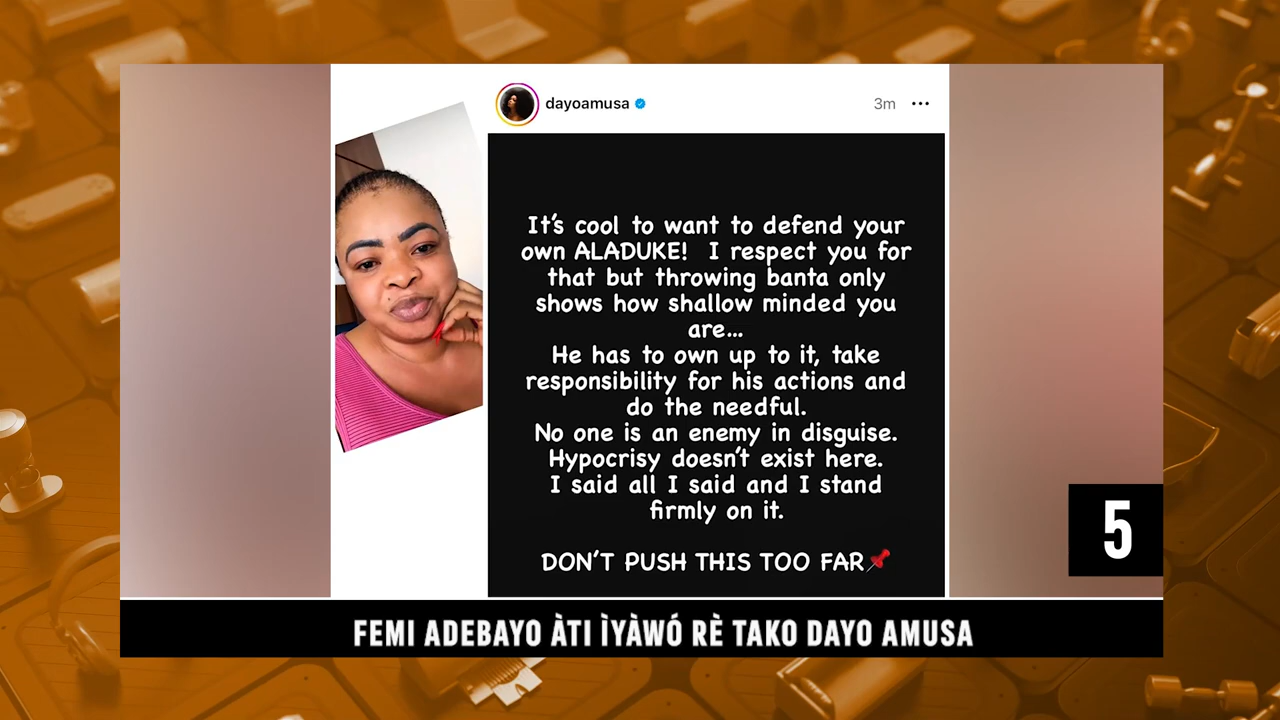 dayoamusa
3m
It's cool to want to defend your
own ALADUKE! I respect you for
that but throwing banta only
shows how shallow minded you
are...
He has to own up to it, take
responsibility for his actions and
do the needful.
No one is an enemy in disguise.
Hypocrisy doesn't exist here.
I said all I said and I stand
firmly on it.
DON'T PUSH THIS TOO FAR📌
5
FEMI ADEBAYO ÀTI ÌYÀWÓ RÈ TAKO DAYO AMUSA